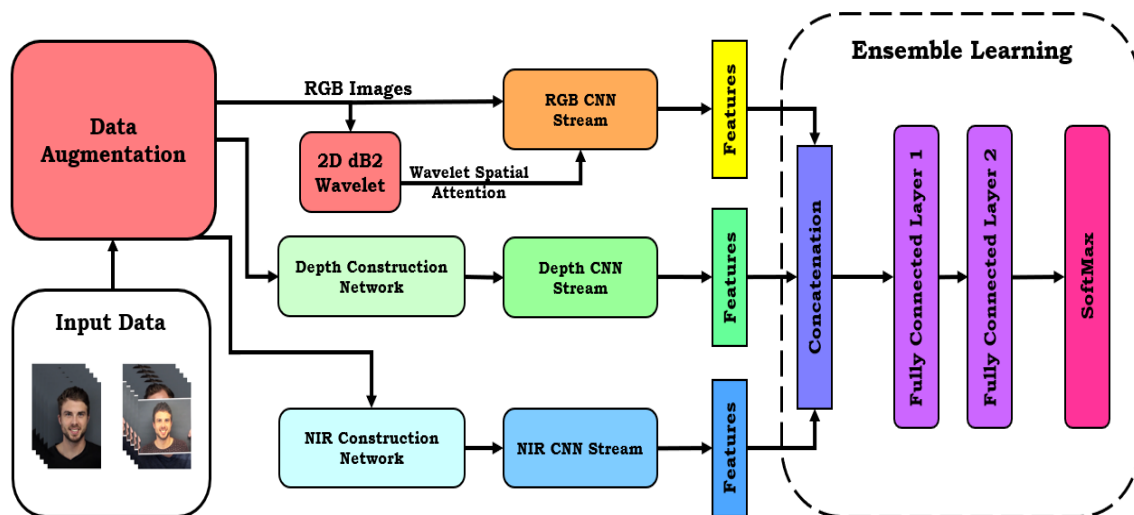 Ensemble Learning
Data
Augmentation
RGB Images
2D dB2
Wavelet
Wavelet Spatial
Attention
RGB CNN
Stream
Features
Depth Construction
Network
Depth CNN
Stream
Features
Input Data
NIR Construction
Network
NIR CNN Stream
Features
Concatenation
Fully Connected Layer 1
Fully Connected Layer 2
SoftMax